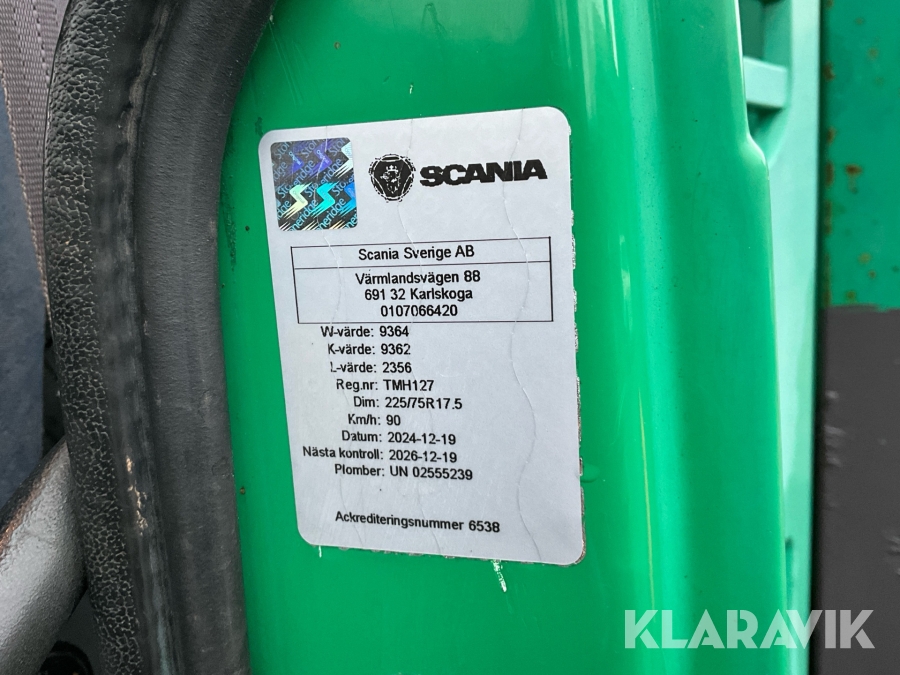 SCANIA
Scania Sverige AB
Värmlandsvägen 8B
691 32 Karlskoga
0107066420
W-värde: 9364
K-värde: 9362
L-värde: 2356
Reg.nr: TMH127
Dim: 225/75R17.5
Km/h: 90
Datum: 2024-12-19
Nästa kontroll: 2026-12-19
Plomber: UN 02555239
Ackrediteringsnummer 6538
KLARAVIK